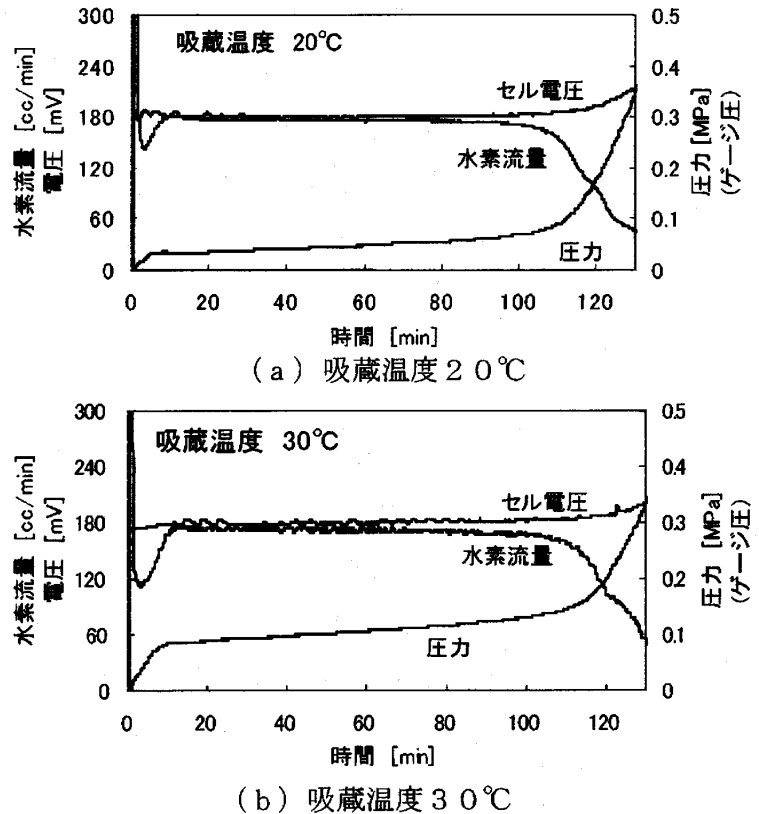 吸蔵温度 20℃
セル電圧
水素流量
圧力
水素流量 [cc/min]
電圧 [mV]
300
240
180
120
60
0
0.5
0.4
0.3
0.2
0.1
0
圧力 [MPa]
(ゲージ圧)
0 20 40 60 80 100 120
時間 [min]
(a) 吸蔵温度20℃
吸蔵温度 30℃
セル電圧
水素流量
圧力
水素流量 [cc/min]
電圧 [mV]
300
240
180
120
60
0
0.5
0.4
0.3
0.2
0.1
0
圧力 [MPa]
(ゲージ圧)
0 20 40 60 80 100 120
時間 [min]
(b) 吸蔵温度30℃